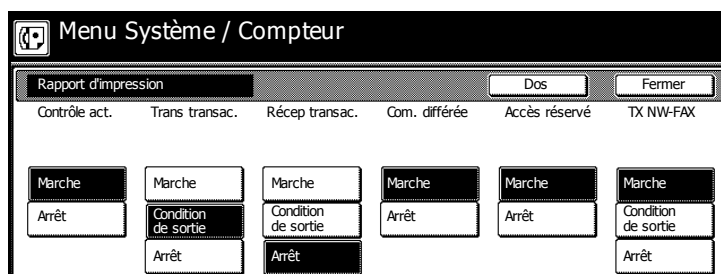 Menu Système / Compteur
Rapport d'impression Dos Fermer
Contrôle act. Trans transac. Récep transac. Com. différée Accès réservé TX NW-FAX
Marche Marche Marche Marche Marche Marche
Arrêt Condition de sortie Condition de sortie Arrêt Arrêt Condition de sortie
Arrêt Arrêt Arrêt